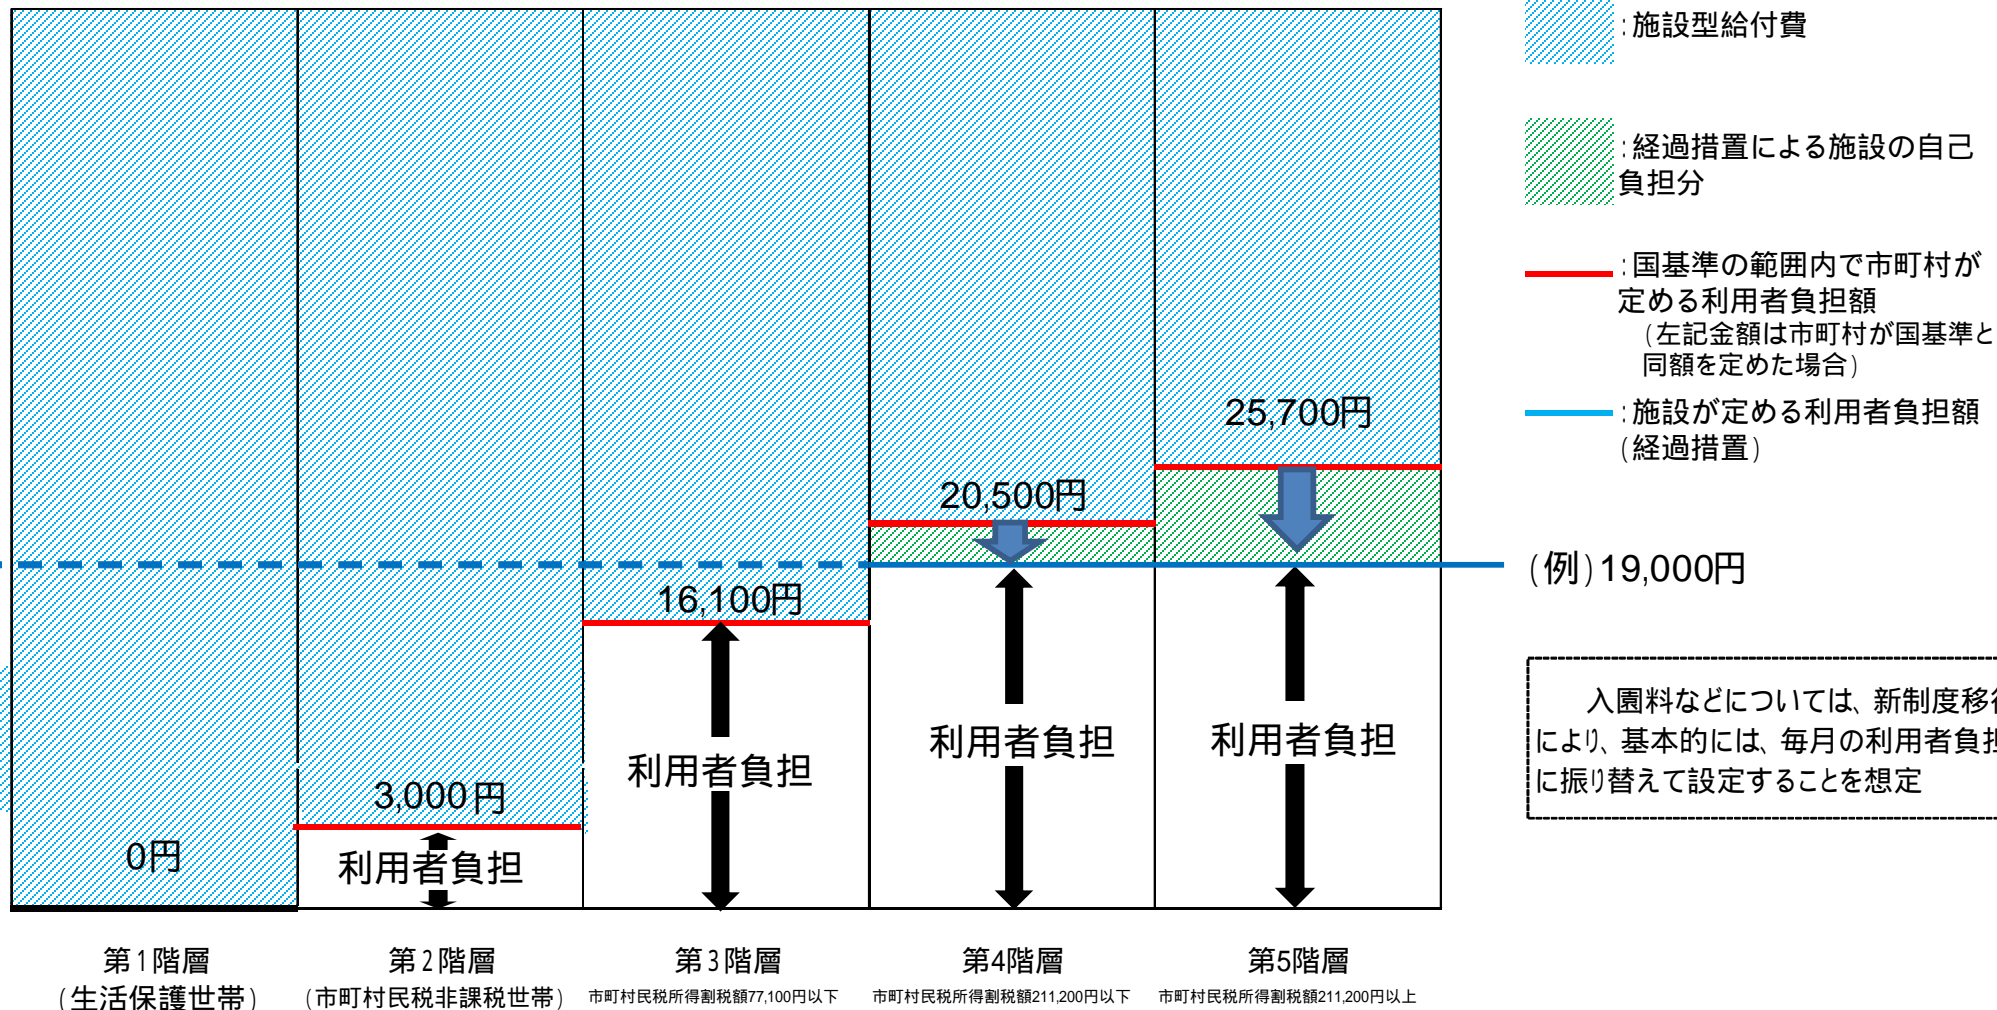 :施設型給付費
:経過措置による施設の自己
負担分
:国基準の範囲内で市町村が
定める利用者負担額
(左記金額は市町村が国基準と
同額を定めた場合)
:施設が定める利用者負担額
(経過措置)
25,700円
20,500円
(例)19,000円
16,100円
3,000円
0円
利用者負担
利用者負担
利用者負担
利用者負担
入園料などについては、新制度移行
により、基本的には、毎月の利用者負担
に振り替えて設定することを想定
第1階層
(生活保護世帯)
第2階層
(市町村民税非課税世帯)
第3階層
市町村民税所得割税額77,100円以下
第4階層
市町村民税所得割税額211,200円以下
第5階層
市町村民税所得割税額211,200円以上